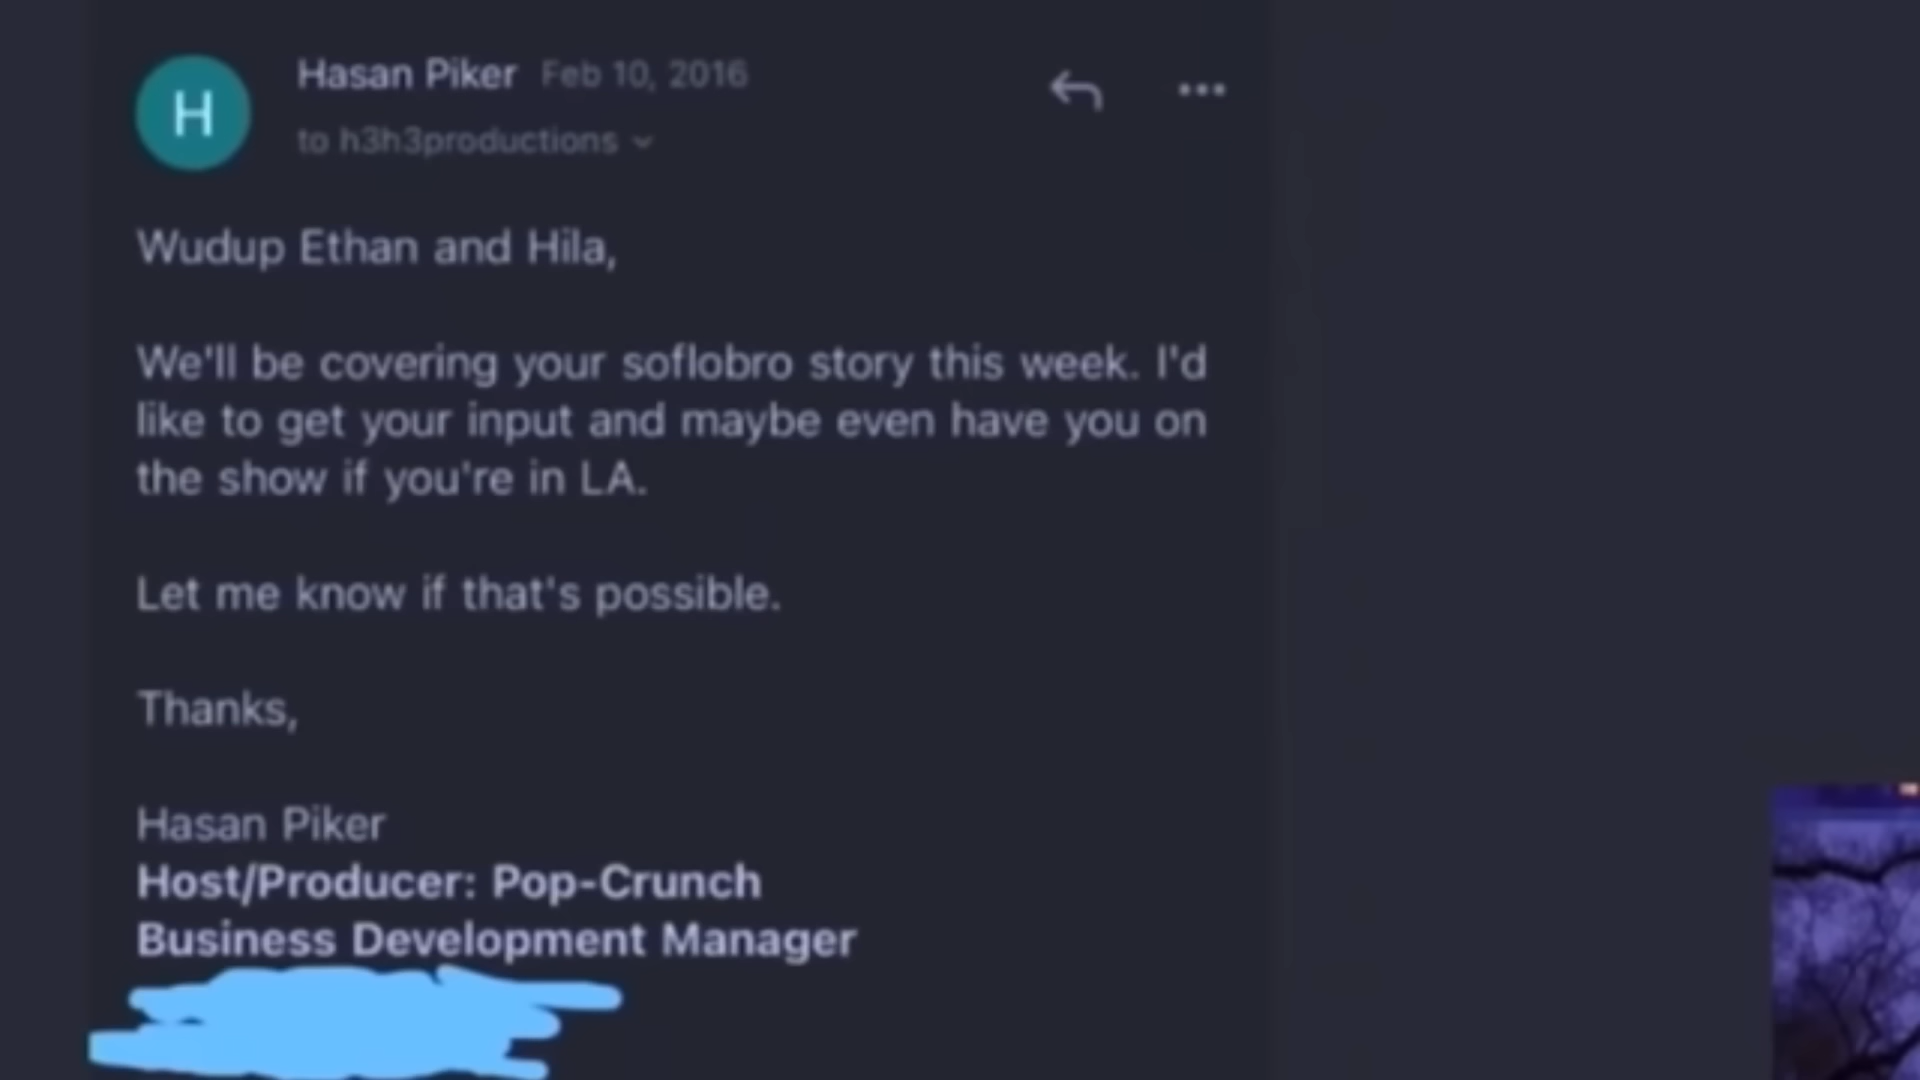 H
Hasan Piker Feb 10, 2016
to h3h3productions
Wudup Ethan and Hila,
We'll be covering your soflobro story this week. I'd
like to get your input and maybe even have you on
the show if you're in LA.
Let me know if that's possible.
Thanks,
Hasan Piker
Host/Producer: Pop-Crunch
Business Development Manager